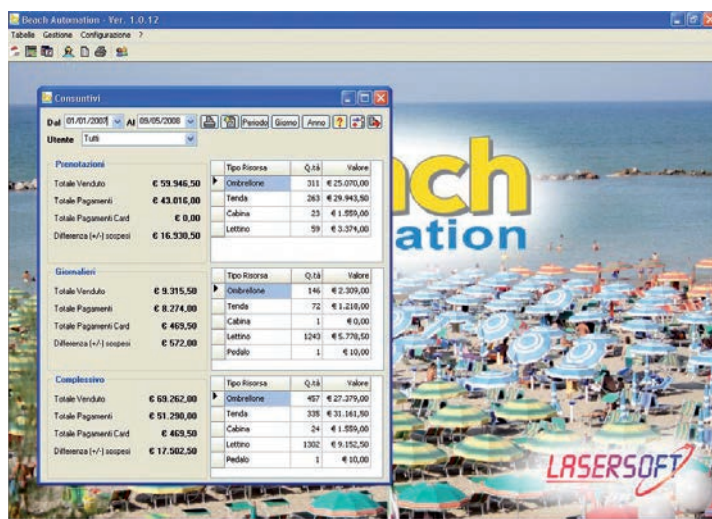 Beach Automation - Ver. 1.0.12
Tabelle Gestione Configurazione ?
Consuntivi
Dal 01/01/2007 Al 09/05/2008 Periodo Giorno Anno ?
Utente Tutti
Prenotazioni
Totale Venduto € 59.946,50
Totale Pagamenti € 43.016,00
Totale Pagamenti Card € 0,00
Differenza (+/-) sospesi € 16.930,50
Tipo Risorsa Q.tà Valore
Ombrellone 311 € 25.070,00
Tenda 263 € 29.943,50
Cabina 23 € 1.559,00
Lettino 59 € 3.374,00
Giornalieri
Totale Venduto € 9.315,50
Totale Pagamenti € 8.274,00
Totale Pagamenti Card € 469,50
Differenza (+/-) sospesi € 572,00
Tipo Risorsa Q.tà Valore
Ombrellone 146 € 2.309,00
Tenda 72 € 1.218,00
Cabina 1 € 0,00
Lettino 1243 € 5.778,50
Pedalo 1 € 10,00
Complessivo
Totale Venduto € 69.262,00
Totale Pagamenti € 51.290,00
Totale Pagamenti Card € 469,50
Differenza (+/-) sospesi € 17.502,50
Tipo Risorsa Q.tà Valore
Ombrellone 457 € 27.379,00
Tenda 335 € 31.161,50
Cabina 24 € 1.559,00
Lettino 1302 € 9.152,50
Pedalo 1 € 10,00
ch
ation
LASERSOFT